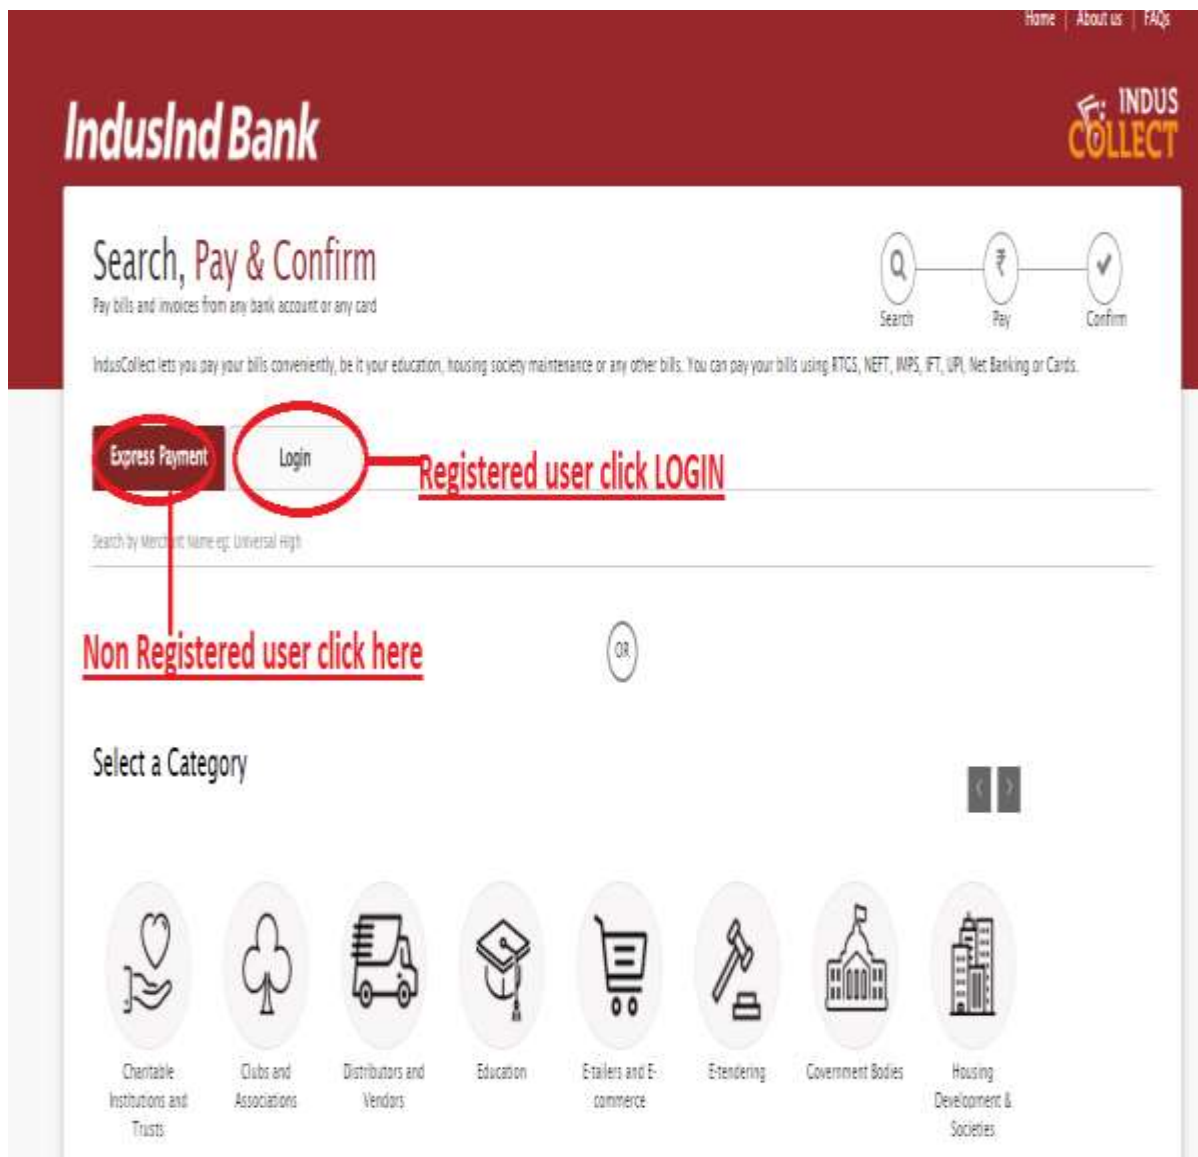 Home | About us | FAQs
IndusInd Bank
INDUS
COLLECT
Search, Pay & Confirm
Pay bills and invoices from any bank account or any card
Search
Pay
Confirm
IndusCollect lets you pay your bills conveniently, be it your education, housing society maintenance or any other bills. You can pay your bills using RTGS, NEFT, IMPS, IFT, UPI, Net Banking or Cards.
Express Payment
Login
Registered user click LOGIN
Search by Merchant Name eg: Universal High
Non Registered user click here
OR
Select a Category
Charitable
Institutions and
Trusts
Clubs and
Associations
Distributors and
Vendors
Education
E-tailers and E-
commerce
E-tendering
Government Bodies
Housing
Development &
Societies